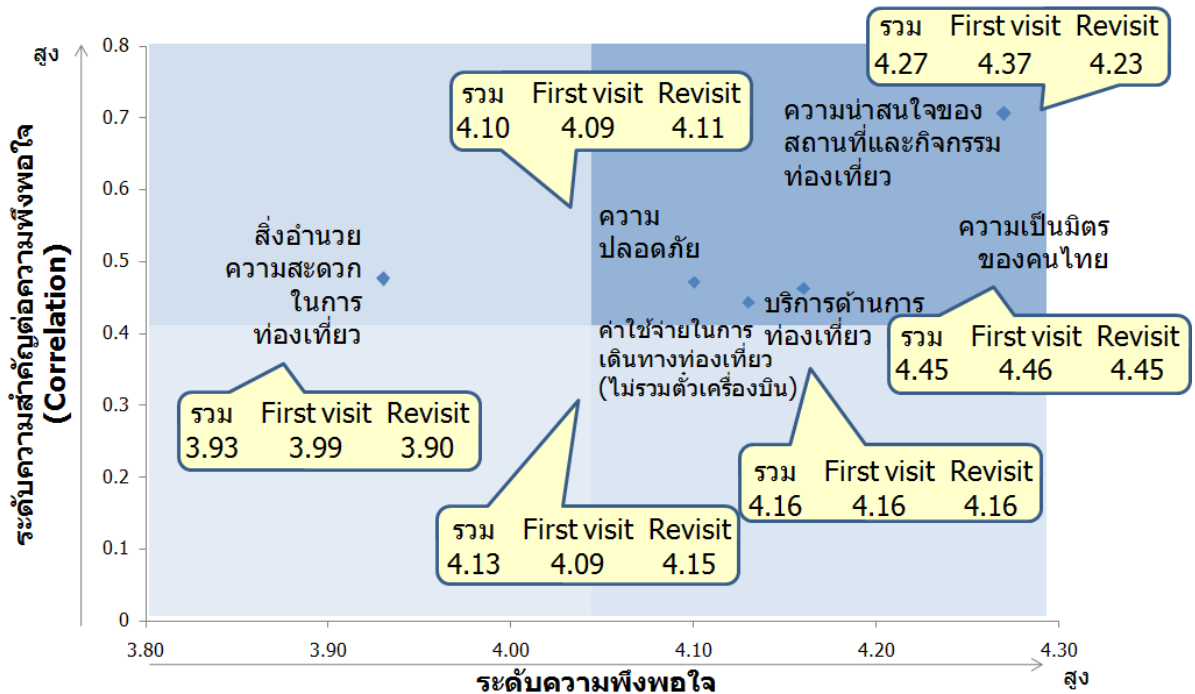 รวม First visit Revisit
4.27 4.37 4.23
สูง
0.8
0.7
0.6
0.5
0.4
0.3
0.2
0.1
0
ระดับความสำคัญต่อความพึงพอใจ
(Correlation)
รวม First visit Revisit
4.10 4.09 4.11
ความน่าสนใจของ
สถานที่และกิจกรรม
ท่องเที่ยว
สิ่งอำนวย
ความสะดวก
ในการ
ท่องเที่ยว
ความ
ปลอดภัย
ความเป็นมิตร
ของคนไทย
ค่าใช้จ่ายในการ
เดินทางท่องเที่ยว
(ไม่รวมตั๋วเครื่องบิน)
บริการด้านการ
ท่องเที่ยว
รวม First visit Revisit
4.45 4.46 4.45
รวม First visit Revisit
3.93 3.99 3.90
รวม First visit Revisit
4.16 4.16 4.16
รวม First visit Revisit
4.13 4.09 4.15
3.80 3.90 4.00 4.10 4.20 4.30
ระดับความพึงพอใจ
สูง